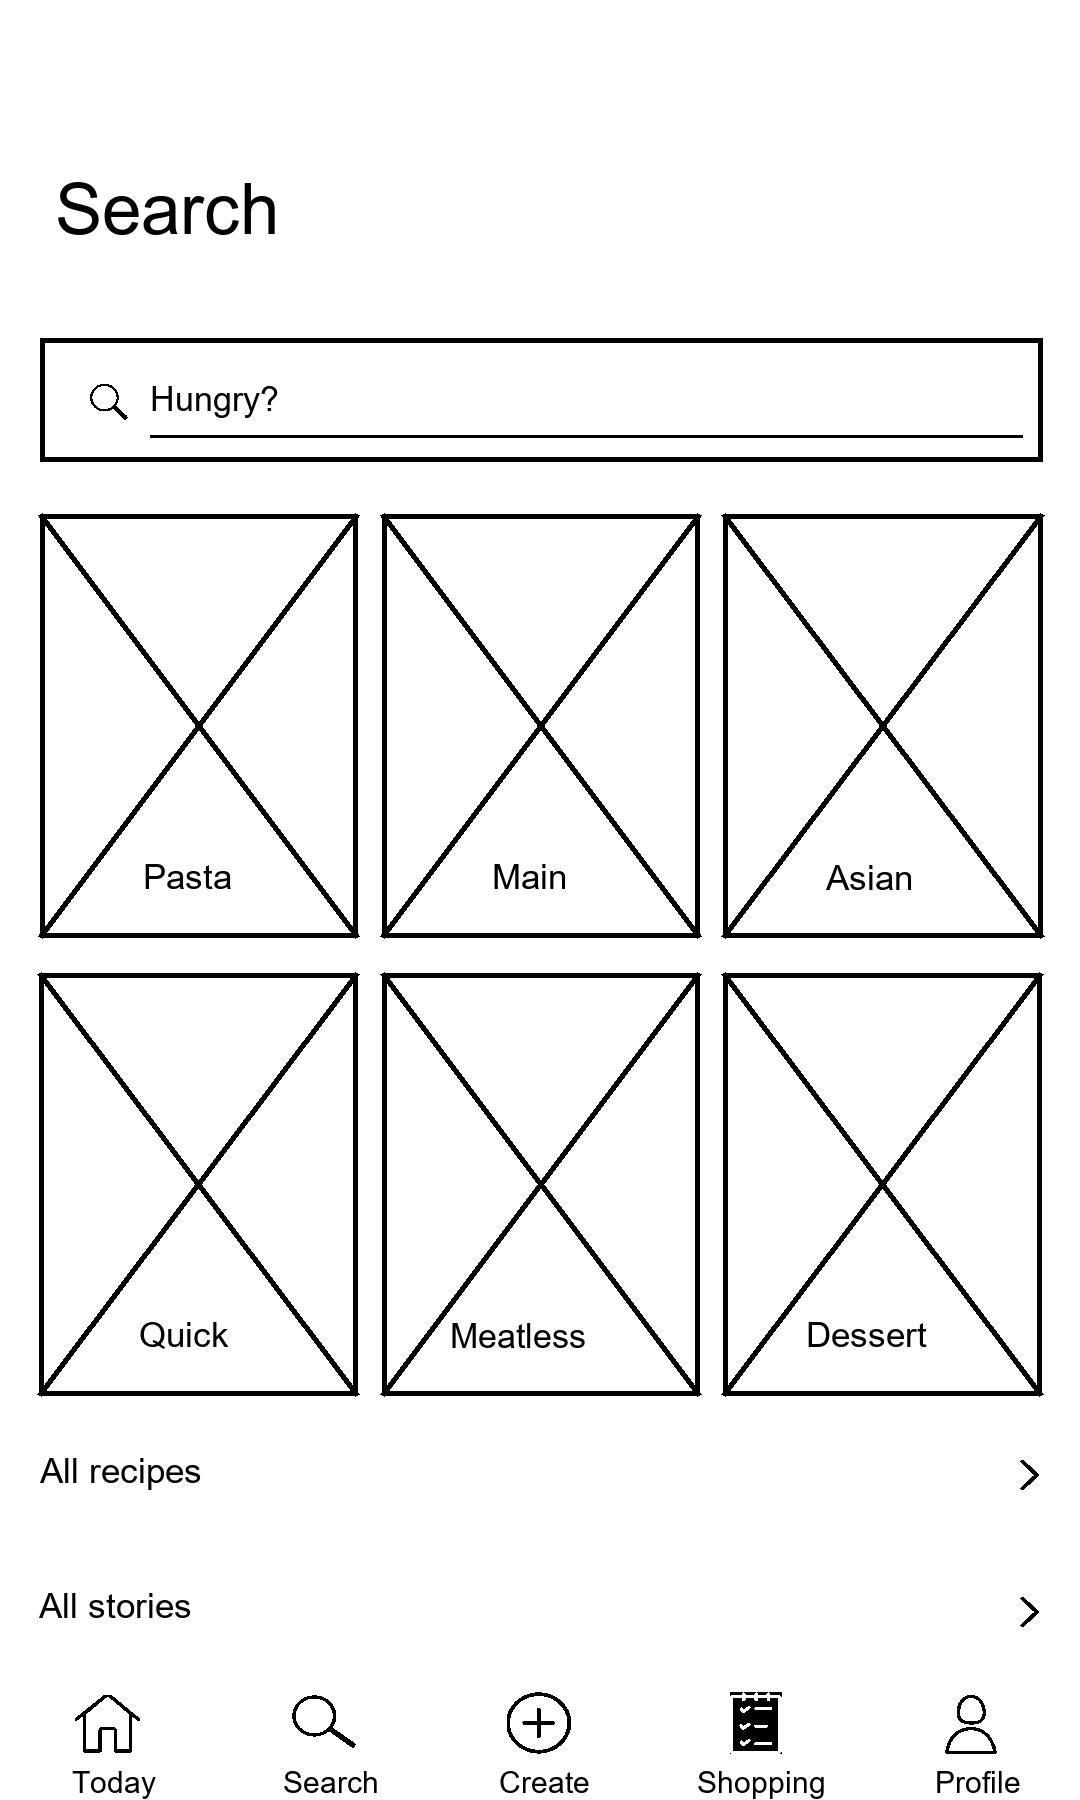 Search
Hungry?
Pasta
Main
Asian
Quick
Meatless
Dessert
All recipes
All stories
Today
Search
Create
Shopping
Profile